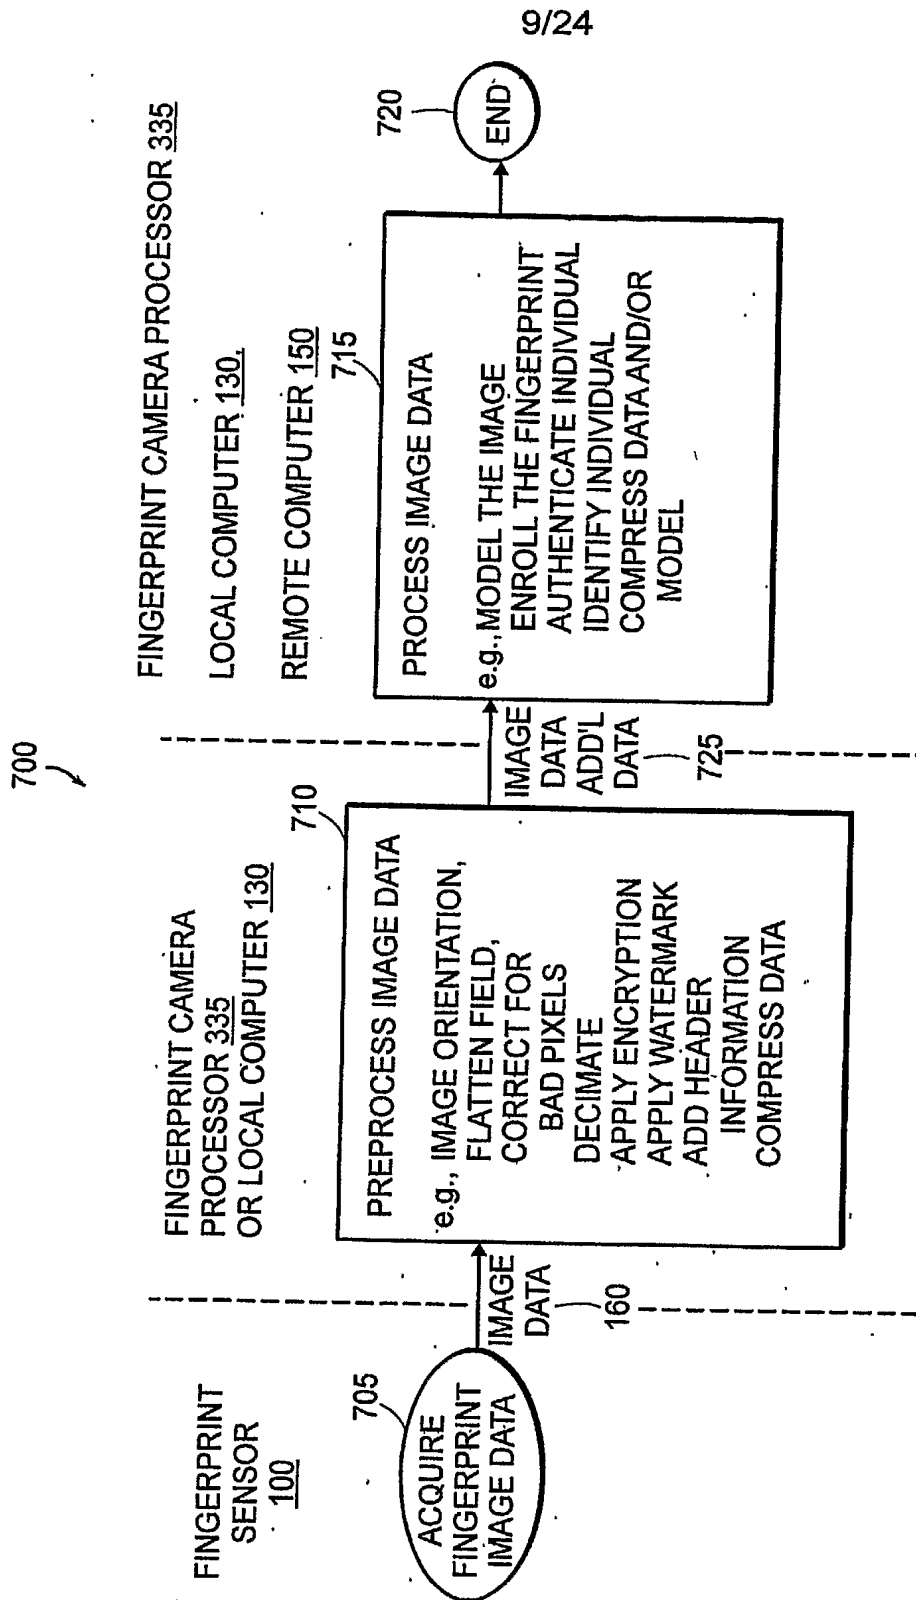 9/24
700
FINGERPRINT
SENSOR
100
705
ACQUIRE
FINGERPRINT
IMAGE DATA
IMAGE
DATA
160
FINGERPRINT CAMERA
PROCESSOR 335
OR LOCAL COMPUTER 130
710
PREPROCESS IMAGE DATA
e.g., IMAGE ORIENTATION,
FLATTEN FIELD,
CORRECT FOR
BAD PIXELS
DECIMATE
APPLY ENCRYPTION
APPLY WATERMARK
ADD HEADER
INFORMATION
COMPRESS DATA
IMAGE
DATA
ADD'L
DATA
725
FINGERPRINT CAMERA PROCESSOR 335
LOCAL COMPUTER 130.
REMOTE COMPUTER 150
715
PROCESS IMAGE DATA
e.g., MODEL THE IMAGE
ENROLL THE FINGERPRINT
AUTHENTICATE INDIVIDUAL
IDENTIFY INDIVIDUAL
COMPRESS DATA AND/OR
MODEL
720
END